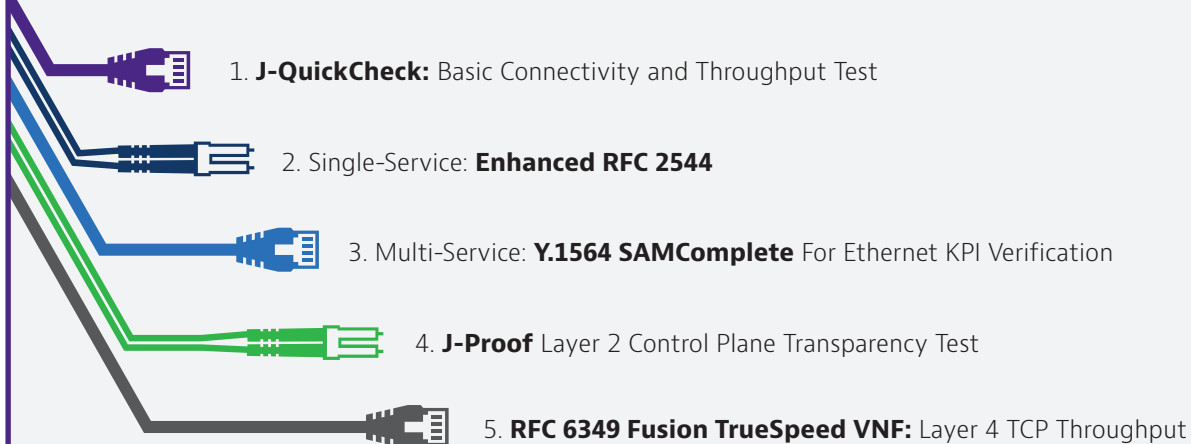 1. J-QuickCheck: Basic Connectivity and Throughput Test
2. Single-Service: Enhanced RFC 2544
3. Multi-Service: Y.1564 SAMComplete For Ethernet KPI Verification
4. J-Proof Layer 2 Control Plane Transparency Test
5. RFC 6349 Fusion TrueSpeed VNF: Layer 4 TCP Throughput